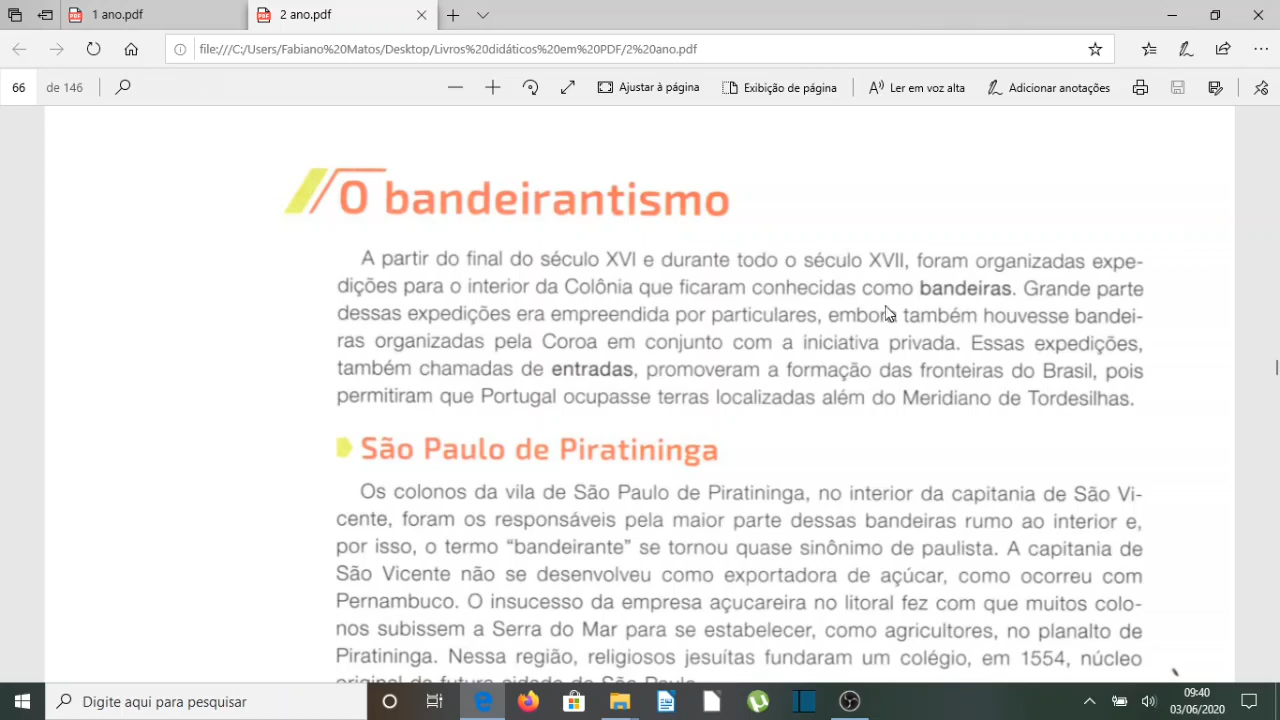 1 ano.pdf
2 ano.pdf
file:///C:/Users/Fabiano%20Matos/Desktop/Livros%20didáticos%20em%20PDF/2%20ano.pdf
66 de 146
Ajustar à página
Exibição de página
Ler em voz alta
Adicionar anotações
O bandeirantismo
A partir do final do século XVI e durante todo o século XVII, foram organizadas expe-
dições para o interior da Colônia que ficaram conhecidas como bandeiras. Grande parte
dessas expedições era empreendida por particulares, embora também houvesse bandei-
ras organizadas pela Coroa em conjunto com a iniciativa privada. Essas expedições,
também chamadas de entradas, promoveram a formação das fronteiras do Brasil, pois
permitiram que Portugal ocupasse terras localizadas além do Meridiano de Tordesilhas.
São Paulo de Piratininga
Os colonos da vila de São Paulo de Piratininga, no interior da capitania de São Vi-
cente, foram os responsáveis pela maior parte dessas bandeiras rumo ao interior e,
por isso, o termo “bandeirante” se tornou quase sinônimo de paulista. A capitania de
São Vicente não se desenvolveu como exportadora de açúcar, como ocorreu com
Pernambuco. O insucesso da empresa açucareira no litoral fez com que muitos colo-
nos subissem a Serra do Mar para se estabelecer, como agricultores, no planalto de
Piratininga. Nessa região, religiosos jesuítas fundaram um colégio, em 1554, núcleo
original da futura cidade de São Paulo.
Digite aqui para pesquisar
09:40
03/06/2020